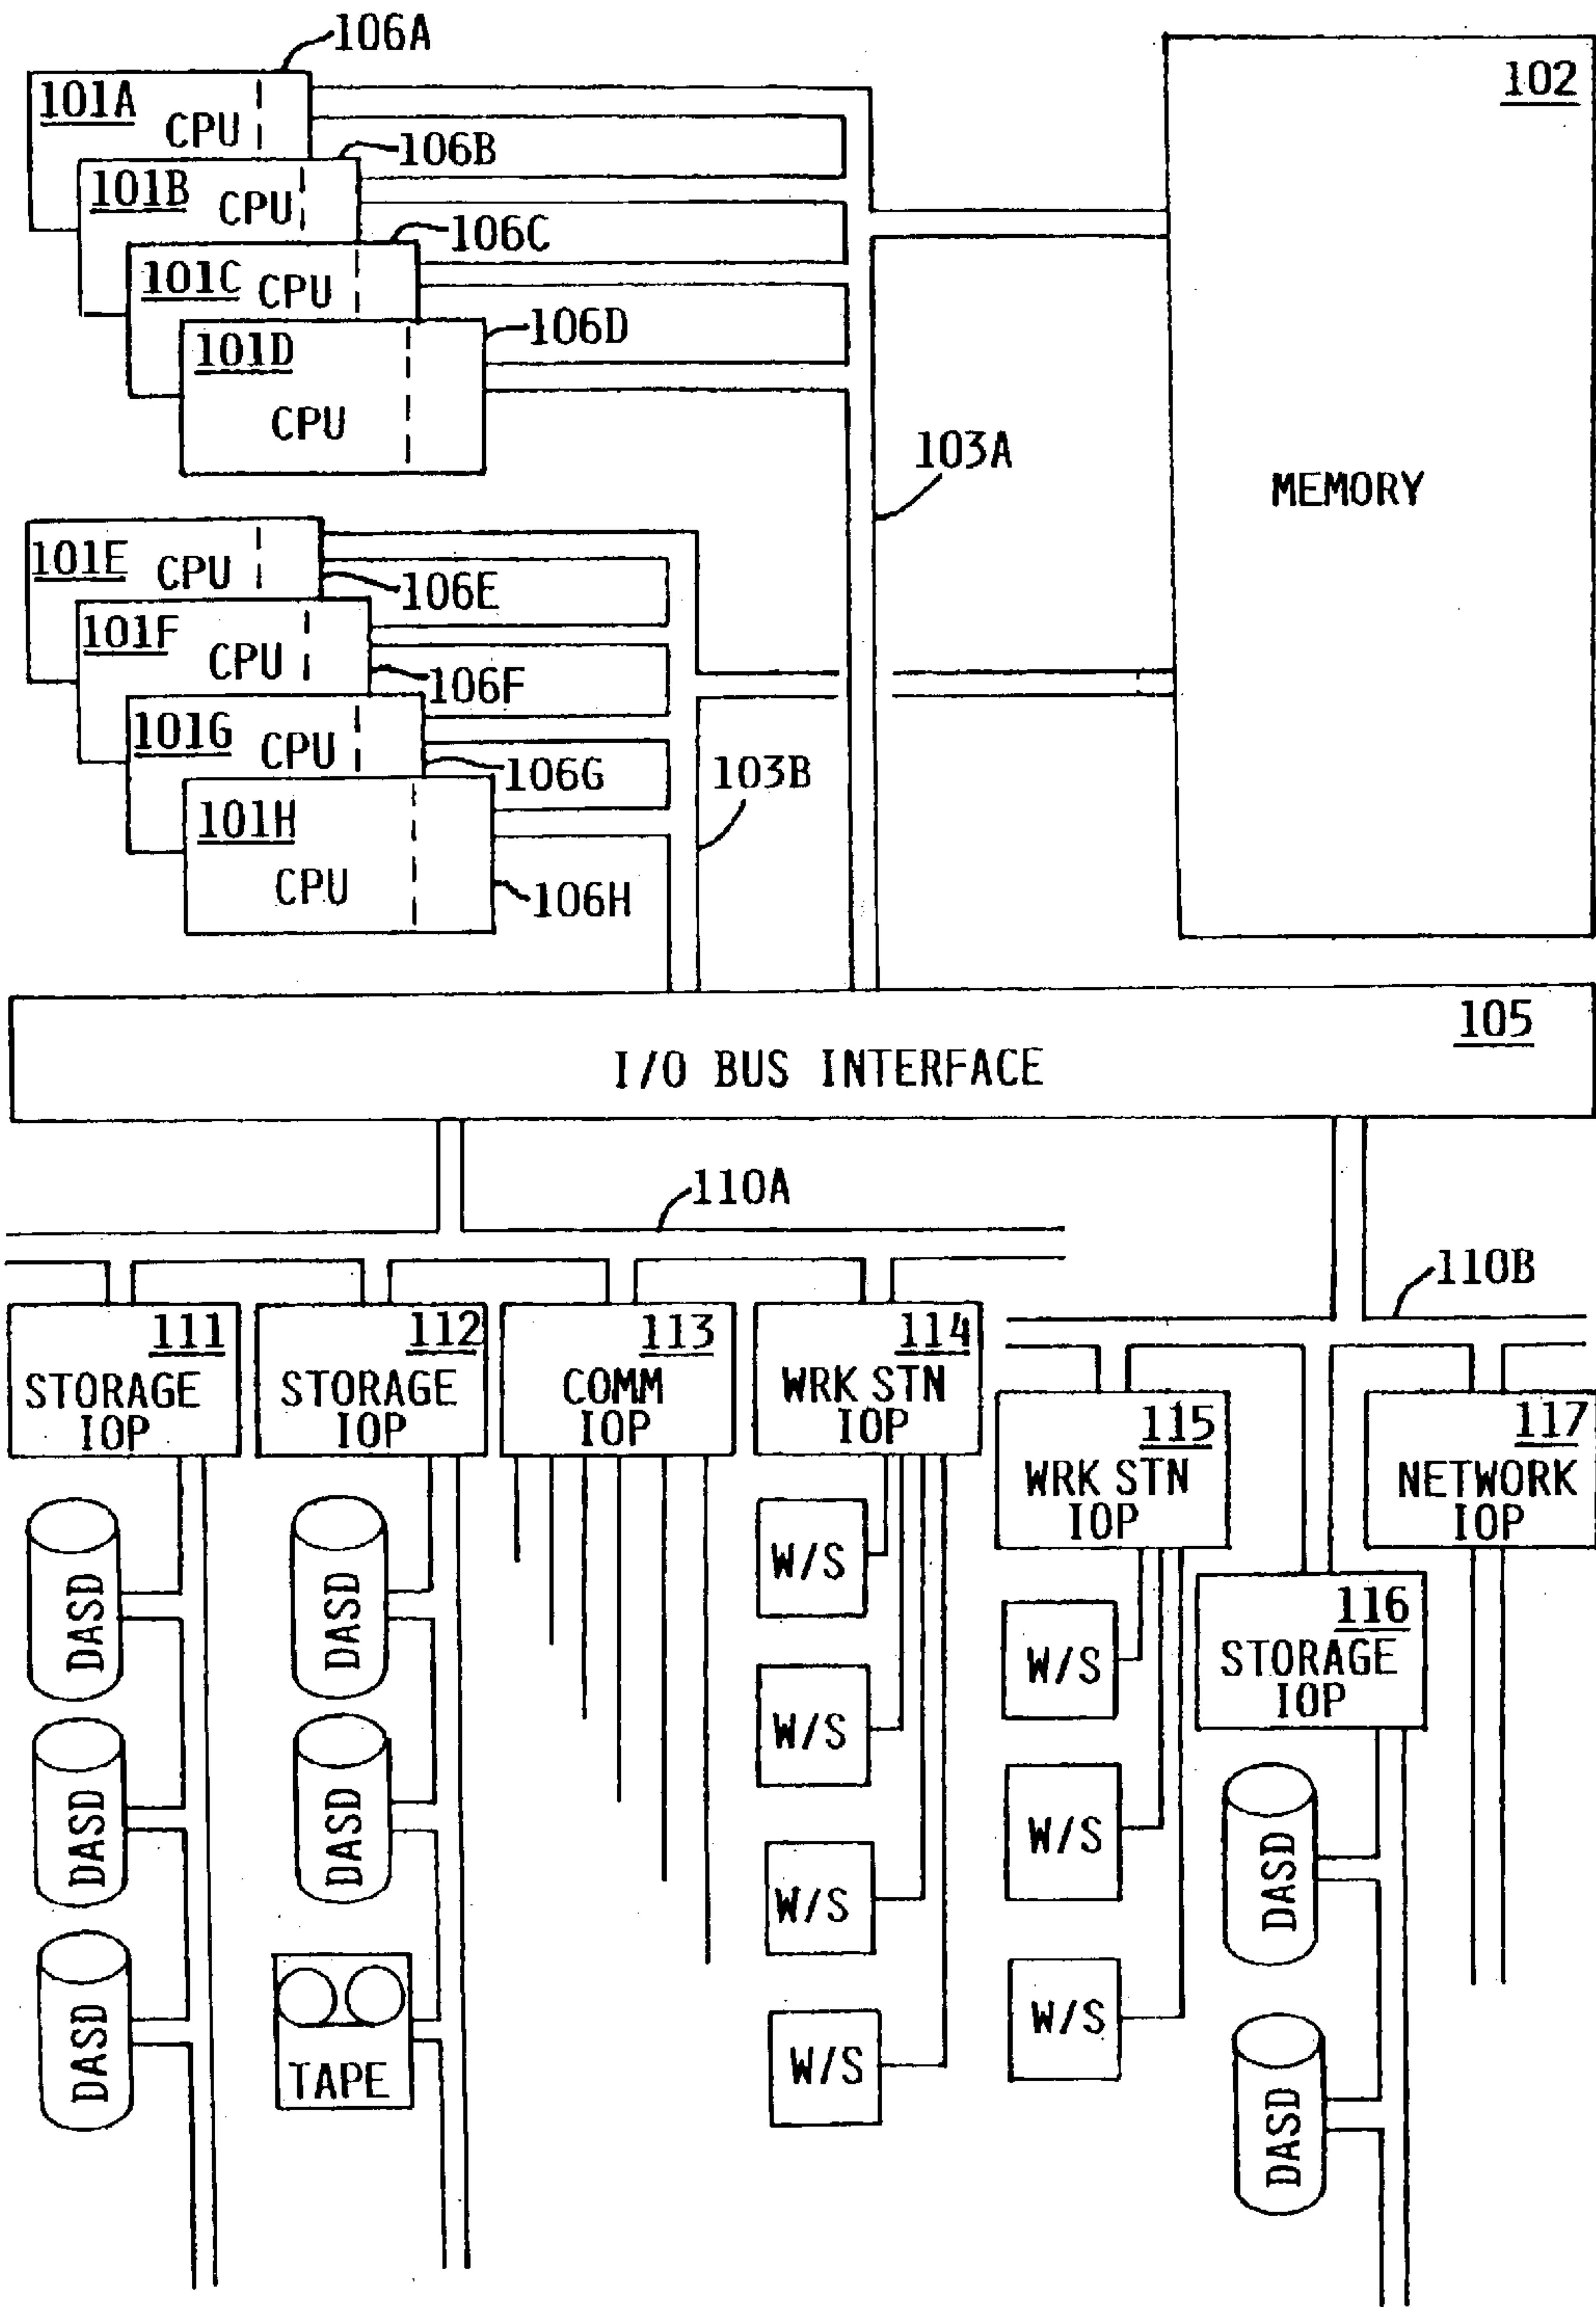 106A
101A
CPU
102
106B
101B
CPU
106C
101C
CPU
106D
101D
CPU
103A
MEMORY
101E
CPU
106E
101F
CPU
106F
101G
CPU
106G
103B
101H
CPU
106H
105
I/O BUS INTERFACE
110A
110B
111
STORAGE
IOP
112
STORAGE
IOP
113
COMM
IOP
114
WRK STN
IOP
115
WRK STN
IOP
117
NETWORK
IOP
116
STORAGE
IOP
DASD
DASD
DASD
DASD
DASD
TAPE
W/S
W/S
W/S
W/S
W/S
W/S
W/S
DASD
DASD